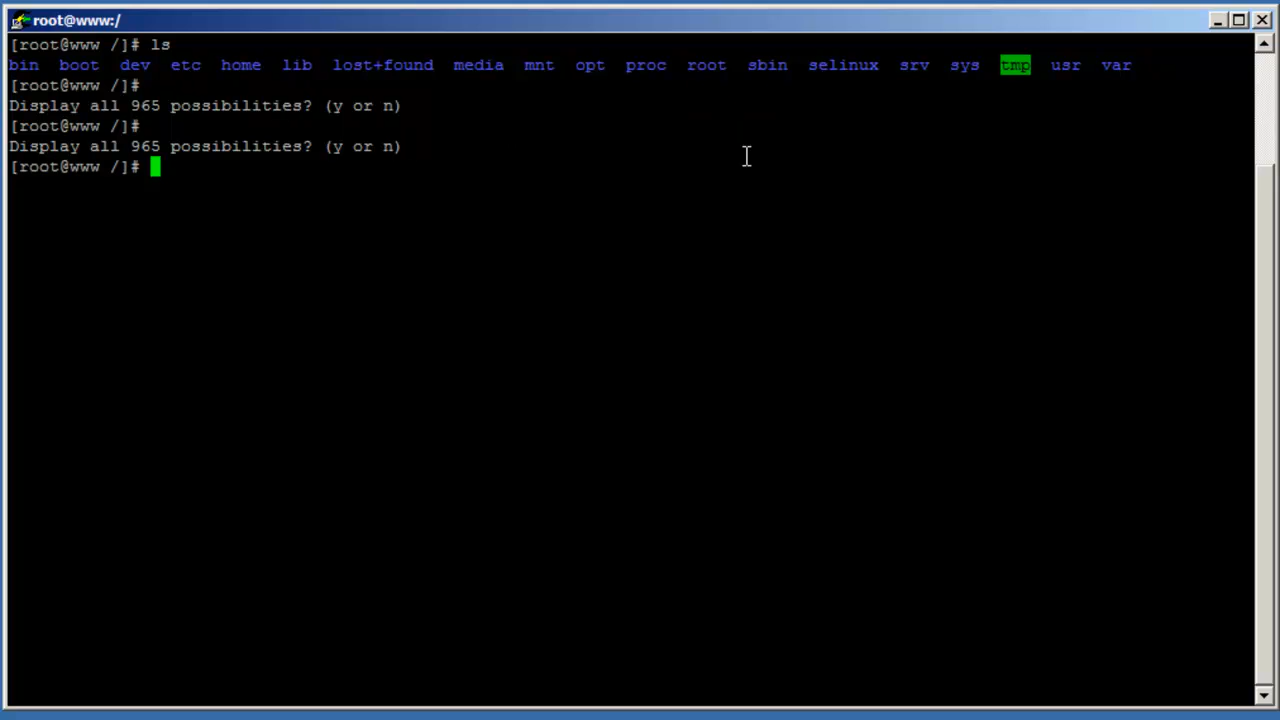 root@www:/
[root@www /]# ls
bin boot dev etc home lib lost+found media mnt opt proc root sbin selinux srv sys tmp usr var
[root@www /]#
Display all 965 possibilities? (y or n)
[root@www /]#
Display all 965 possibilities? (y or n)
[root@www /]#